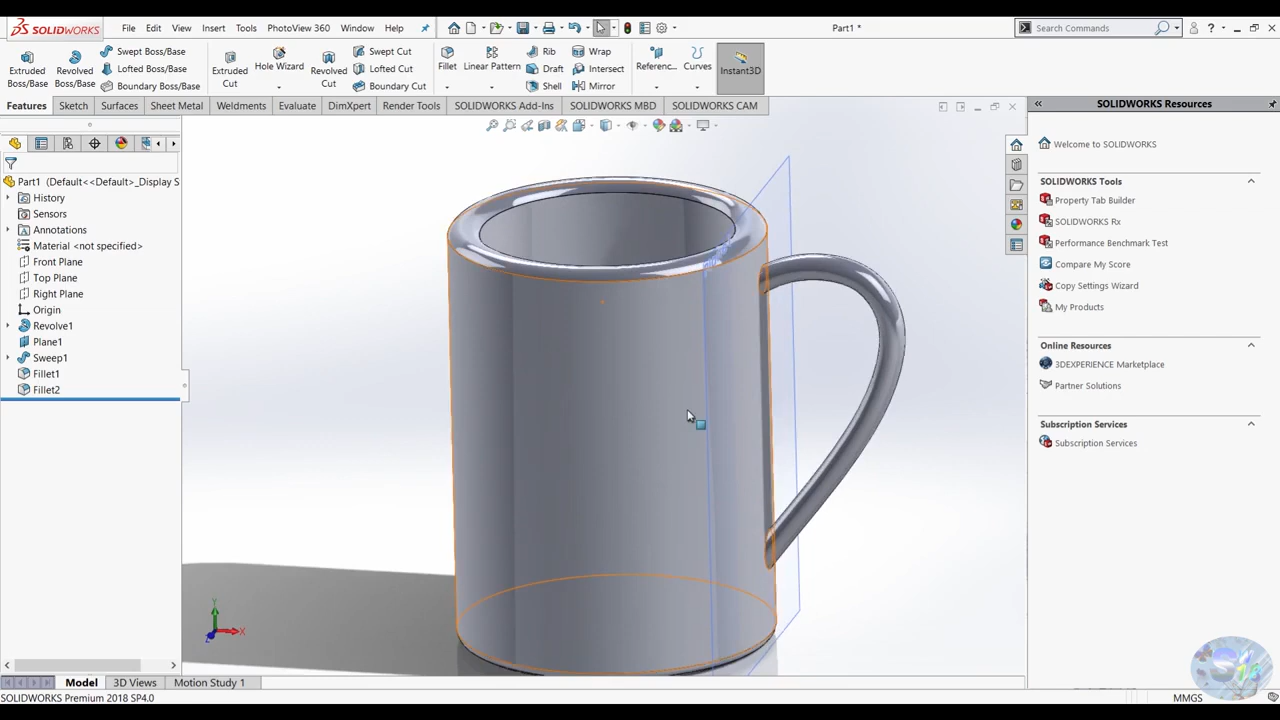 SOLIDWORKS
File Edit View Insert Tools PhotoView 360 Window Help
Part1 *
Search Commands
Extruded Boss/Base
Revolved Boss/Base
Swept Boss/Base
Lofted Boss/Base
Boundary Boss/Base
Extruded Cut
Hole Wizard
Revolved Cut
Swept Cut
Lofted Cut
Boundary Cut
Fillet
Linear Pattern
Rib
Draft
Shell
Wrap
Intersect
Mirror
Referenc...
Curves
Instant3D
Features Sketch Surfaces Sheet Metal Weldments Evaluate DimXpert Render Tools SOLIDWORKS Add-Ins SOLIDWORKS MBD SOLIDWORKS CAM
Part1 (Default<<Default>_Display S
History
Sensors
Annotations
Material <not specified>
Front Plane
Top Plane
Right Plane
Origin
Revolve1
Plane1
Sweep1
Fillet1
Fillet2
Y
X
Z
SOLIDWORKS Resources
Welcome to SOLIDWORKS
SOLIDWORKS Tools
Property Tab Builder
SOLIDWORKS Rx
Performance Benchmark Test
Compare My Score
Copy Settings Wizard
My Products
Online Resources
3DEXPERIENCE Marketplace
Partner Solutions
Subscription Services
Subscription Services
Model 3D Views Motion Study 1
SOLIDWORKS Premium 2018 SP4.0
MMGS